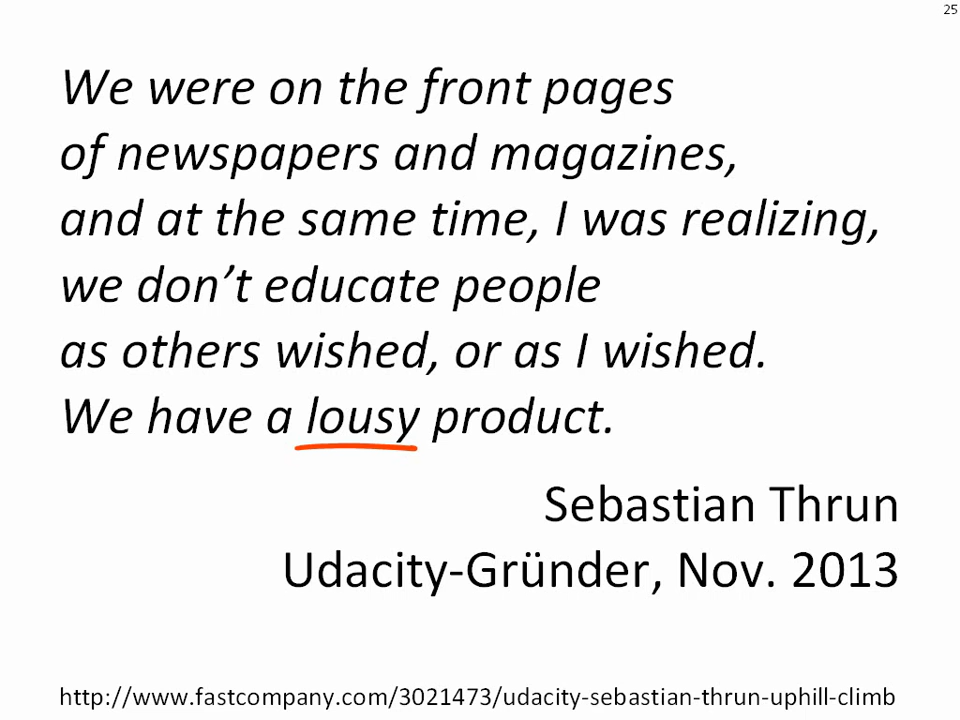 25
We were on the front pages
of newspapers and magazines,
and at the same time, I was realizing,
we don’t educate people
as others wished, or as I wished.
We have a lousy product.
Sebastian Thrun
Udacity-Gründer, Nov. 2013
http://www.fastcompany.com/3021473/udacity-sebastian-thrun-uphill-climb